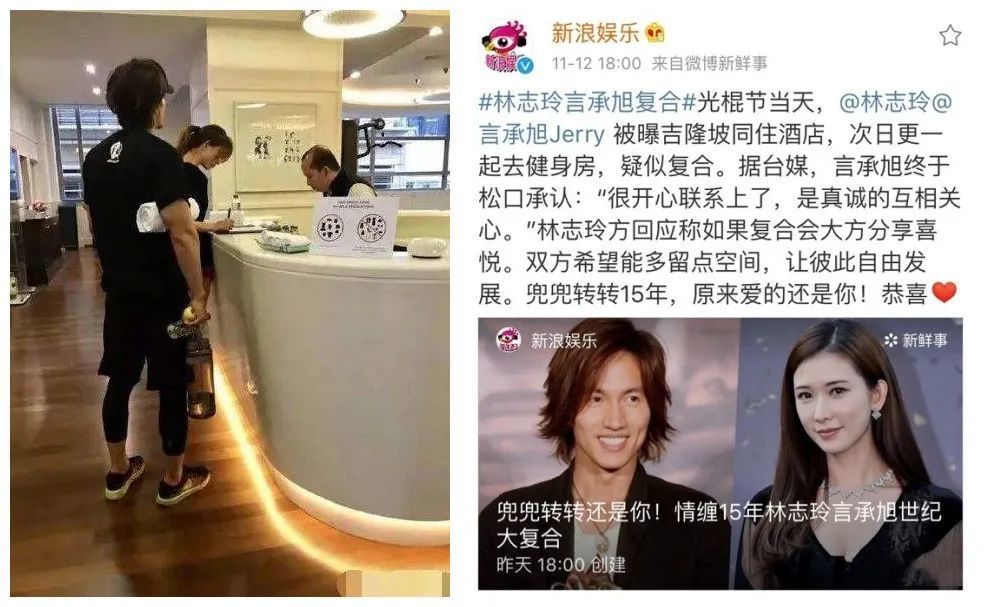 新浪娱乐
11-12 18:00 来自微博新鲜事
#林志玲言承旭复合#光棍节当天，@林志玲@
言承旭Jerry 被曝吉隆坡同住酒店，次日更一
起去健身房，疑似复合。据台媒，言承旭终于
松口承认：“很开心联系上了，是真诚的互相关
心。”林志玲方回应称如果复合会大方分享喜
悦。双方希望能多留点空间，让彼此自由发
展。兜兜转转15年，原来爱的还是你！恭喜
新浪娱乐
新鲜事
兜兜转转还是你！情缠15年林志玲言承旭世纪
大复合
昨天 18:00 创建